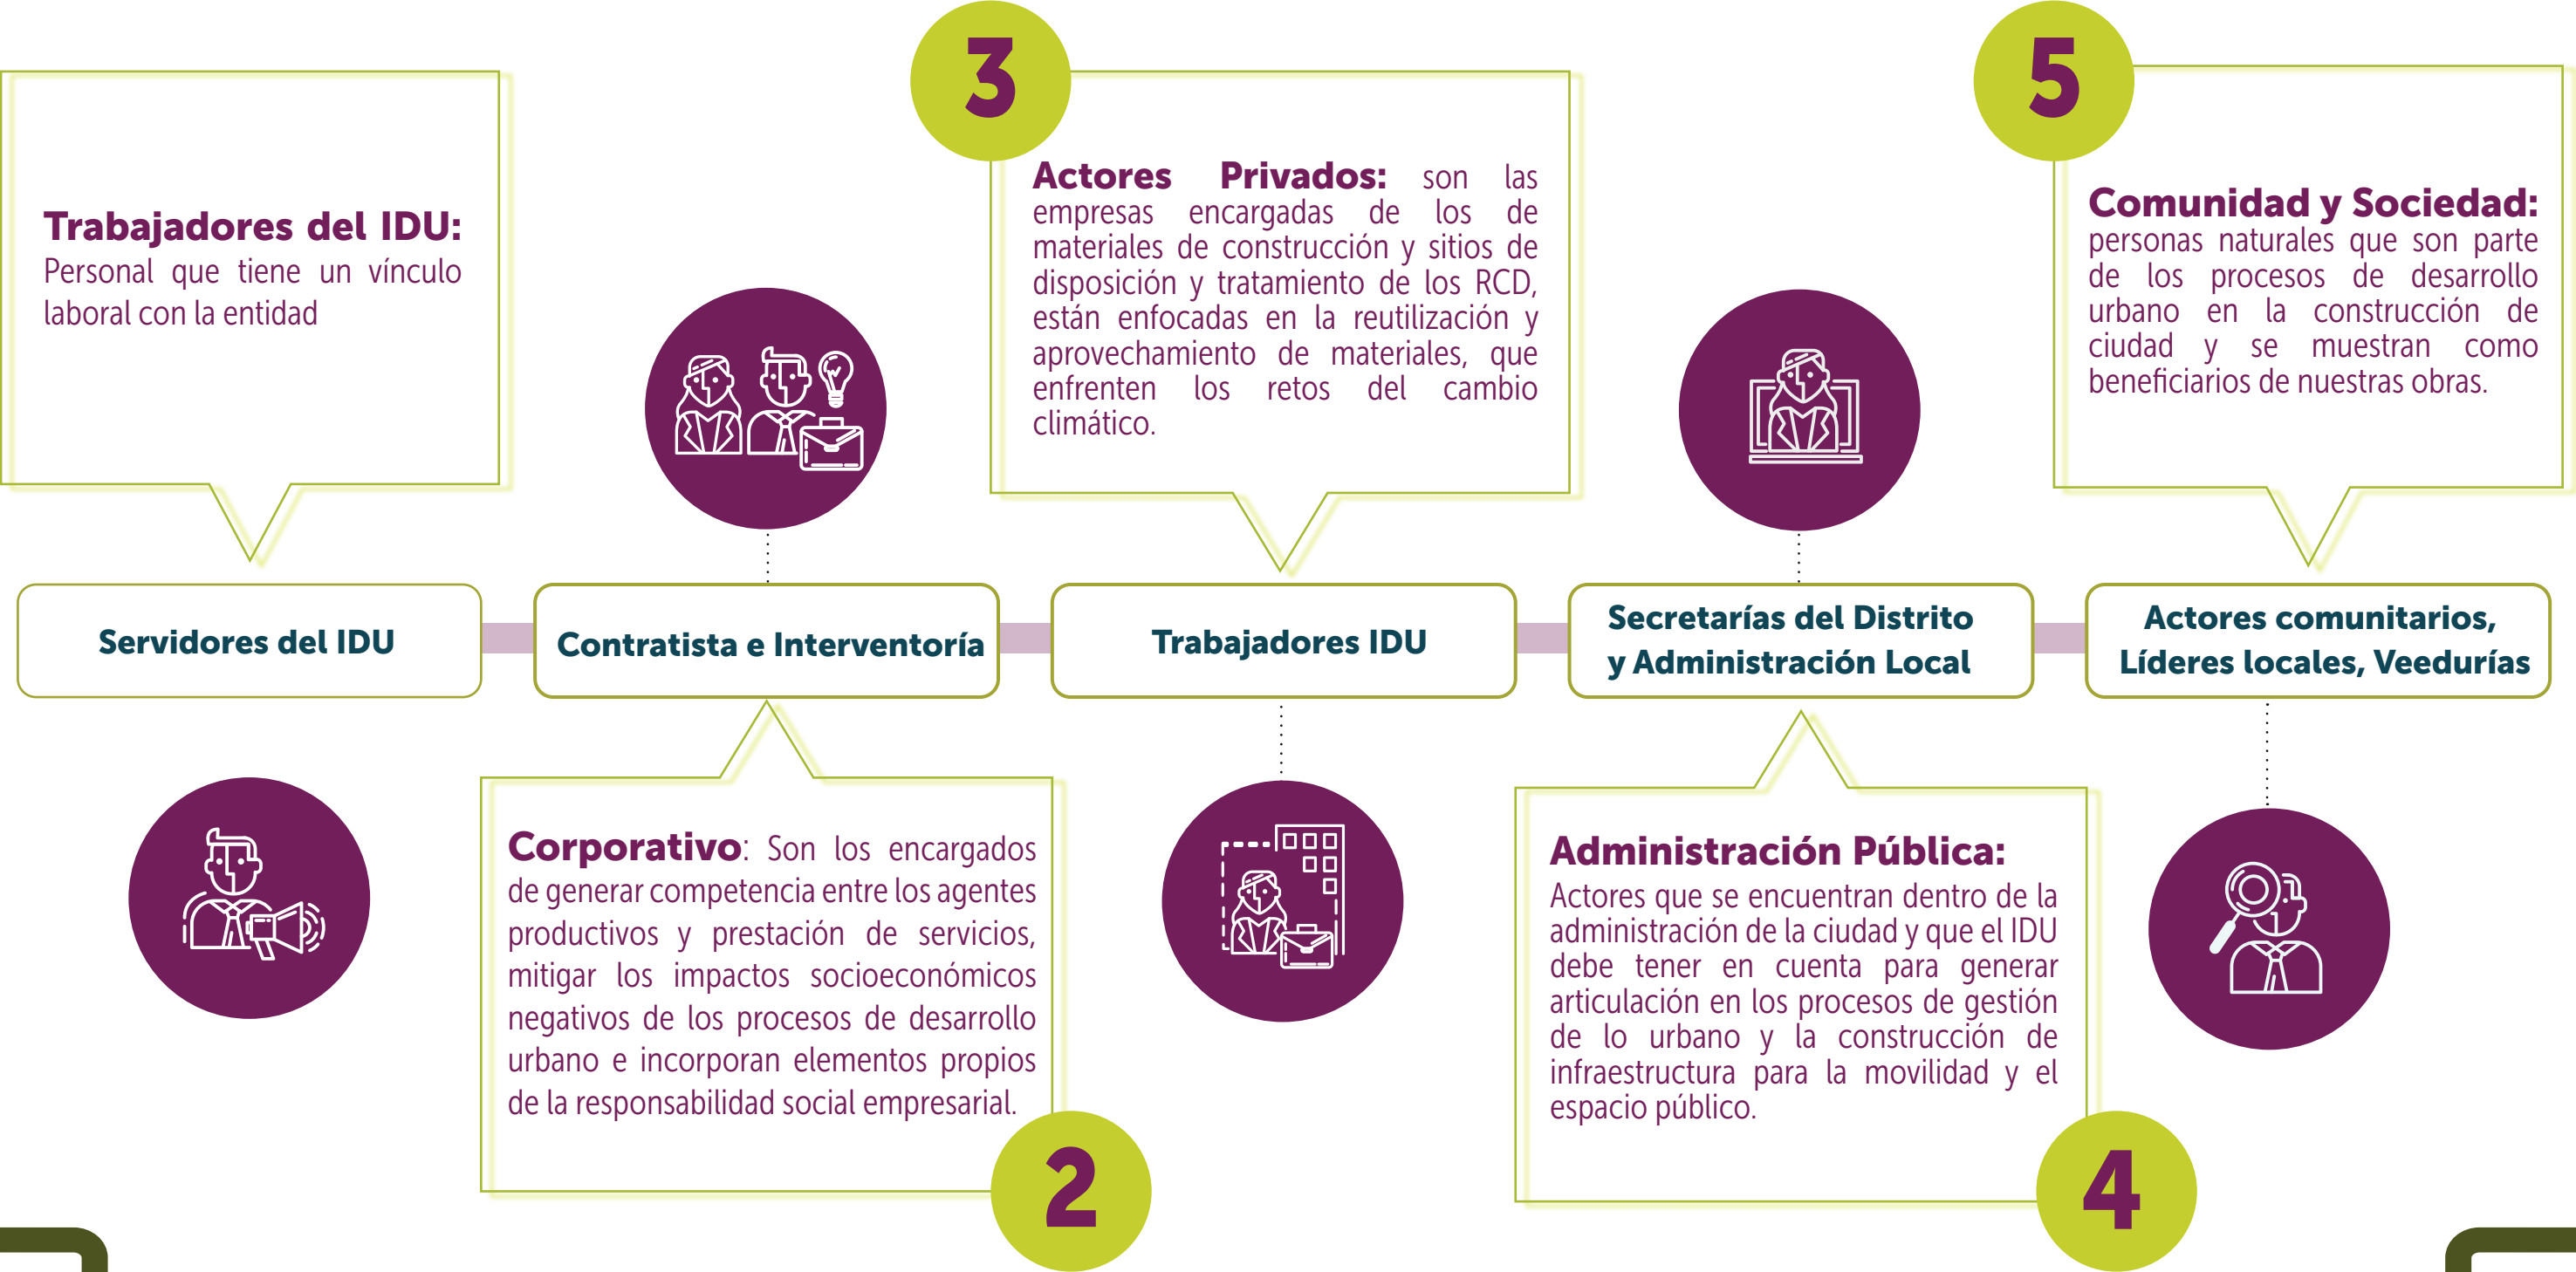 Trabajadores del IDU:
Personal que tiene un vínculo
laboral con la entidad
3
Actores Privados: son las
empresas encargadas de los de
materiales de construcción y sitios de
disposición y tratamiento de los RCD,
están enfocadas en la reutilización y
aprovechamiento de materiales, que
enfrenten los retos del cambio
climático.
5
Comunidad y Sociedad:
personas naturales que son parte
de los procesos de desarrollo
urbano en la construcción de
ciudad y se muestran como
beneficiarios de nuestras obras.
Servidores del IDU
Contratista e Interventoría
Trabajadores IDU
Secretarías del Distrito
y Administración Local
Actores comunitarios,
Líderes locales, Veedurías
Corporativo: Son los encargados
de generar competencia entre los agentes
productivos y prestación de servicios,
mitigar los impactos socioeconómicos
negativos de los procesos de desarrollo
urbano e incorporan elementos propios
de la responsabilidad social empresarial.
2
Administración Pública:
Actores que se encuentran dentro de la
administración de la ciudad y que el IDU
debe tener en cuenta para generar
articulación en los procesos de gestión
de lo urbano y la construcción de
infraestructura para la movilidad y el
espacio público.
4